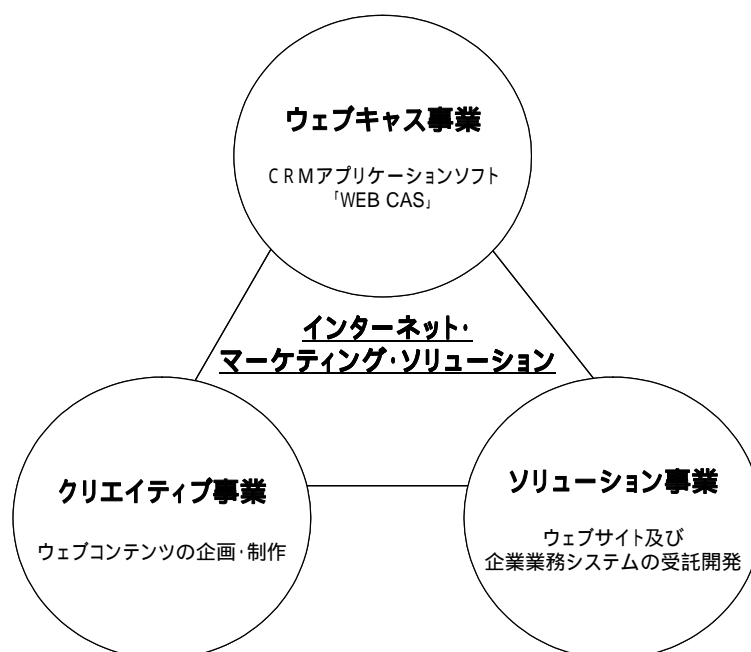 ウェブキャス事業
CRMアプリケーションソフト
「WEB CAS」
インターネット・
マーケティング・ソリューション
クリエイティブ事業
ウェブコンテンツの企画・制作
ソリューション事業
ウェブサイト及び
企業業務システムの受託開発